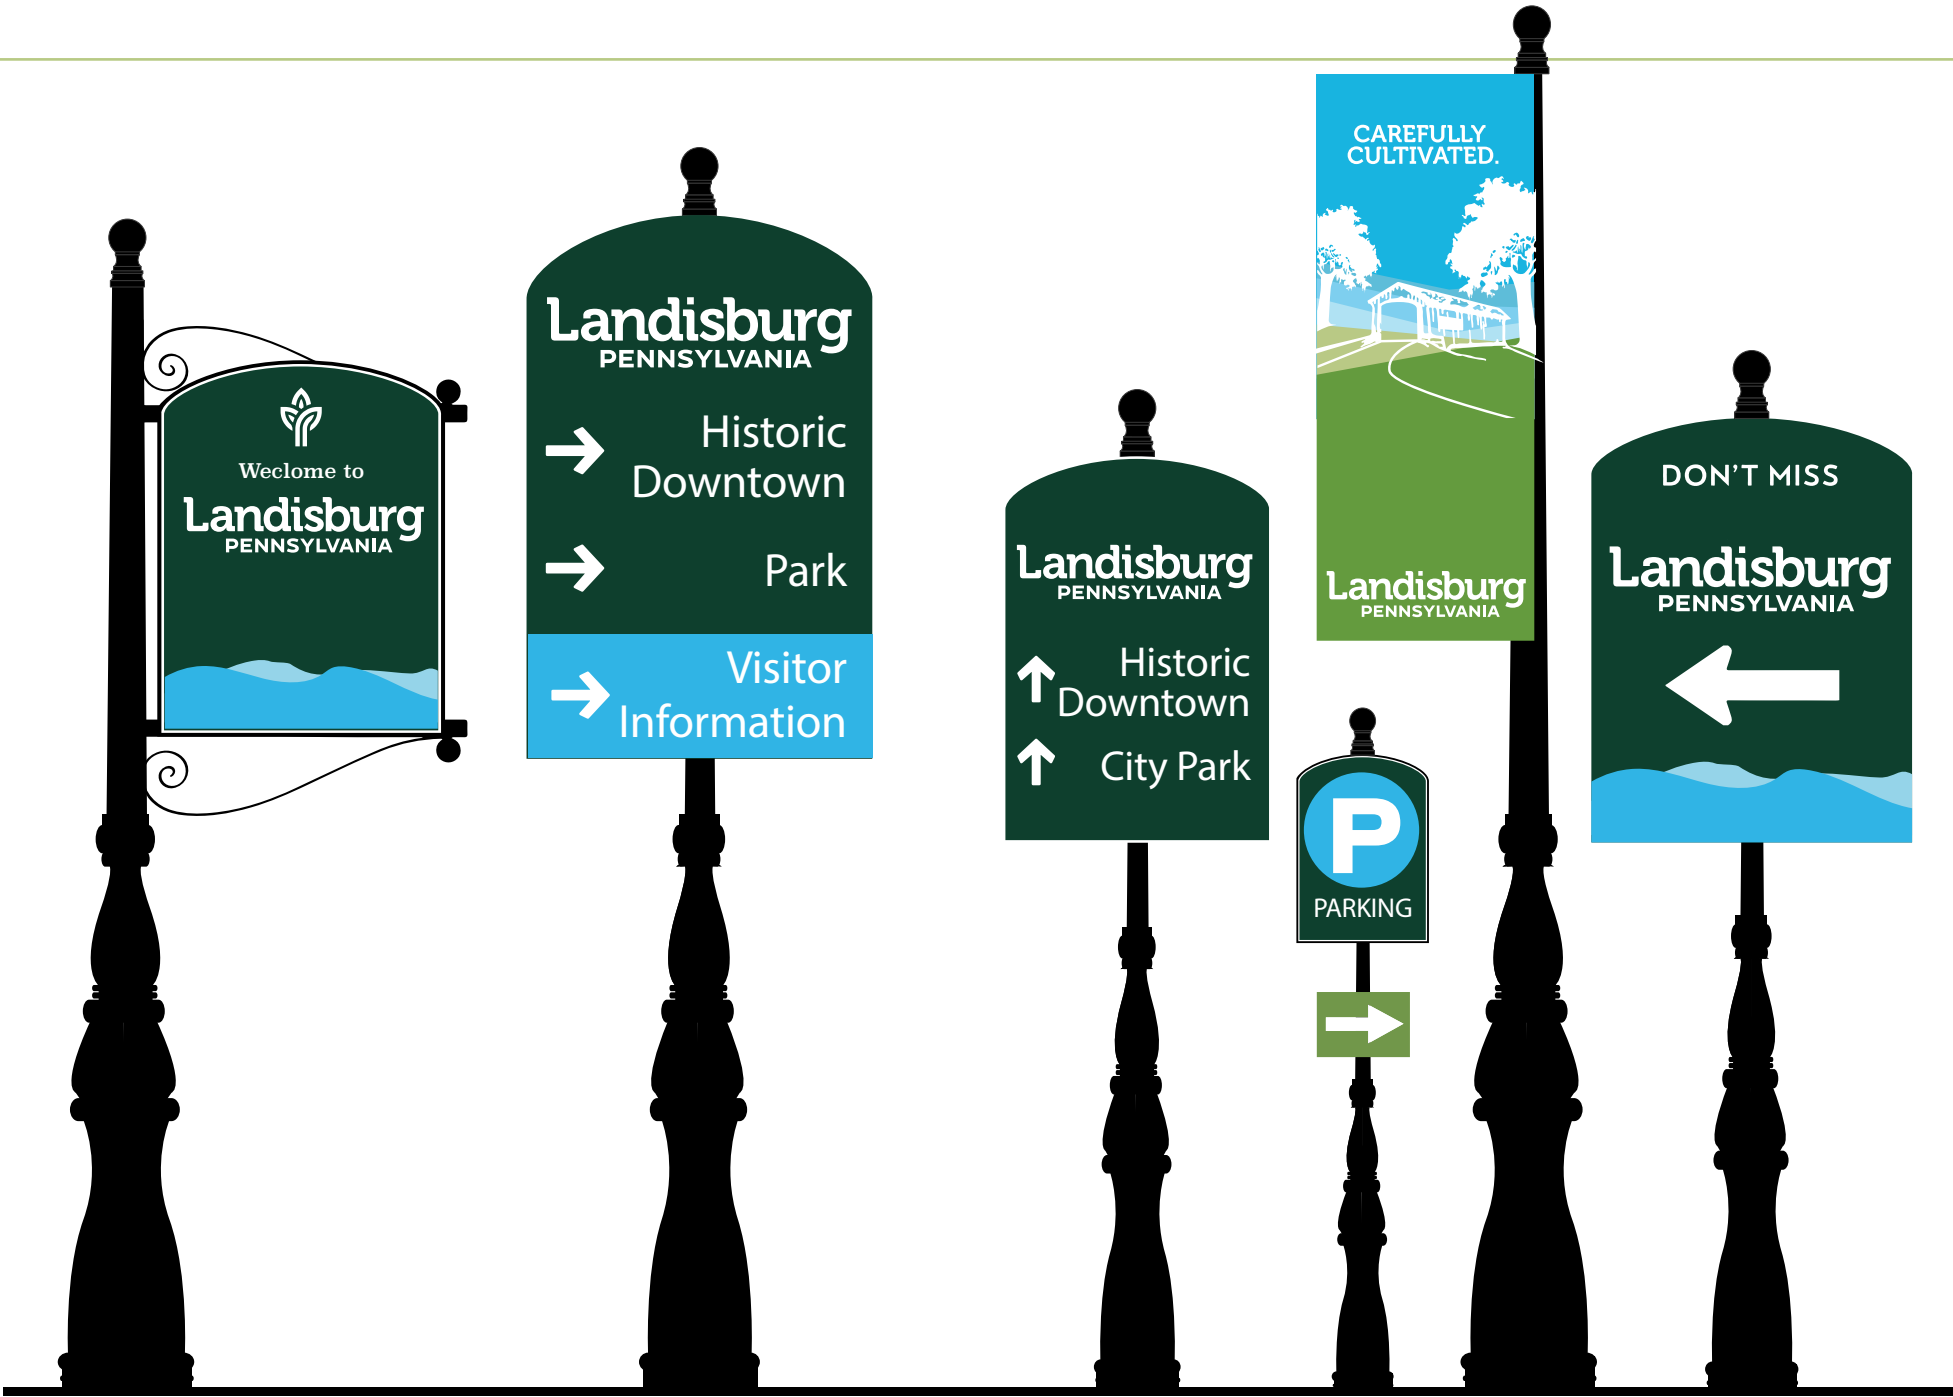 Weclome to
Landisburg
PENNSYLVANIA
Landisburg
PENNSYLVANIA
Historic
Downtown
Park
Visitor
Information
Landisburg
PENNSYLVANIA
Historic
Downtown
City Park
P
PARKING
CAREFULLY
CULTIVATED.
Landisburg
PENNSYLVANIA
DON'T MISS
Landisburg
PENNSYLVANIA